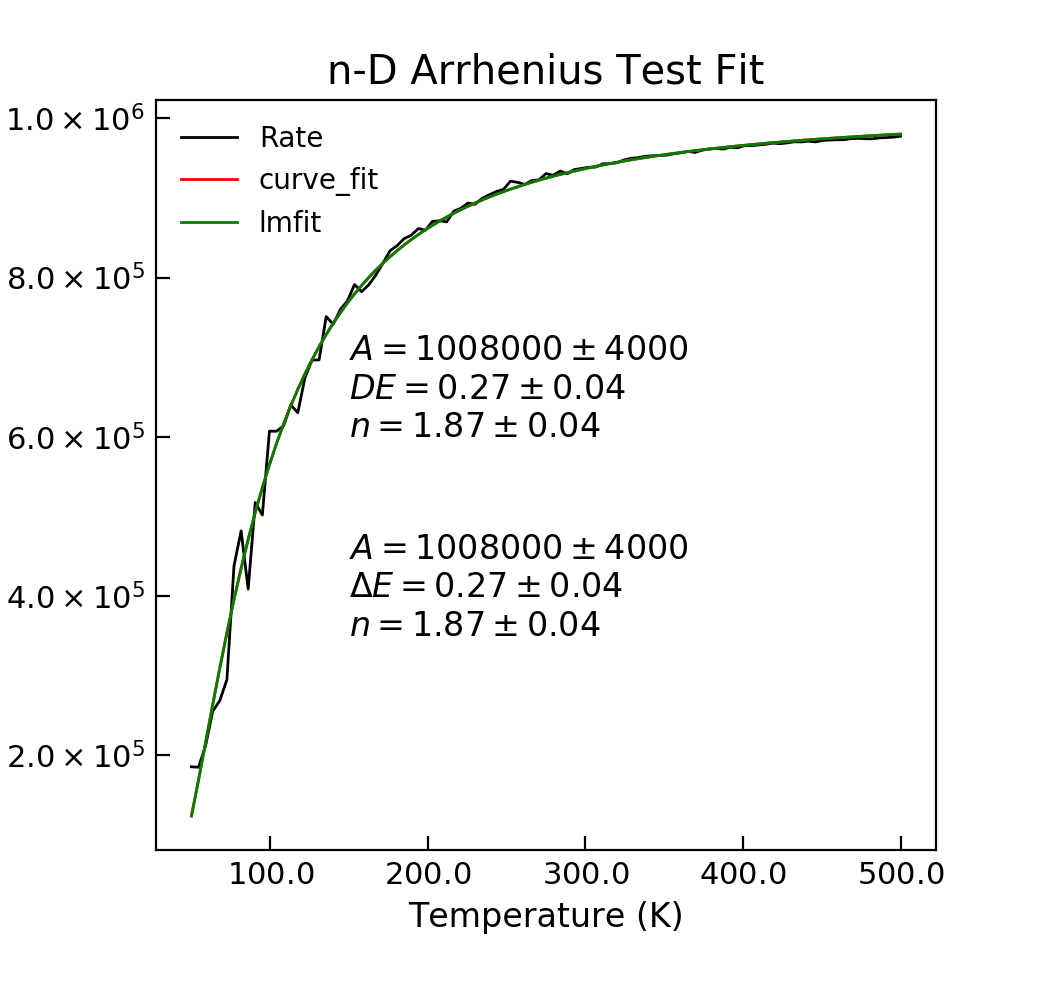 n-D Arrhenius Test Fit
1.0 × 10⁶
8.0 × 10⁵
6.0 × 10⁵
4.0 × 10⁵
2.0 × 10⁵
Rate
curve_fit
lmfit
A = 1008000 ± 4000
DE = 0.27 ± 0.04
n = 1.87 ± 0.04
A = 1008000 ± 4000
ΔE = 0.27 ± 0.04
n = 1.87 ± 0.04
100.0 200.0 300.0 400.0 500.0
Temperature (K)